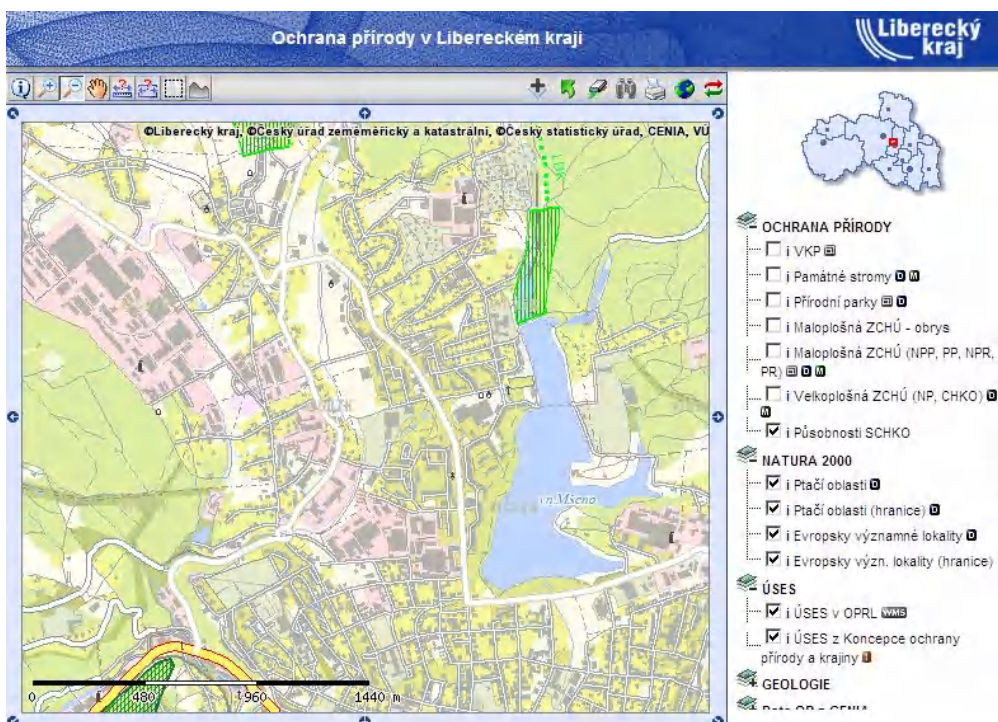 Ochrana přírody v Libereckém kraji
Liberecký
kraj
©Liberecký kraj, ©Český úřad zeměměřický a katastrální, ©Český statistický úřad, CENIA, VÚ
v.n.Mšeno
0 480 960 1440 m
OCHRANA PŘÍRODY
i VKP
i Památné stromy D M
i Přírodní parky D
i Maloplošná ZCHÚ - obrys
i Maloplošná ZCHÚ (NPP, PP, NPR,
PR) D M
i Velkoplošná ZCHÚ (NP, CHKO) D
M
i Působnosti SCHKO
NATURA 2000
i Ptačí oblasti D
i Ptačí oblasti (hranice) D
i Evropsky významné lokality D
i Evropsky význ. lokality (hranice)
ÚSES
i ÚSES v OPRL WMS
i ÚSES z Koncepce ochrany
přírody a krajiny
GEOLOGIE